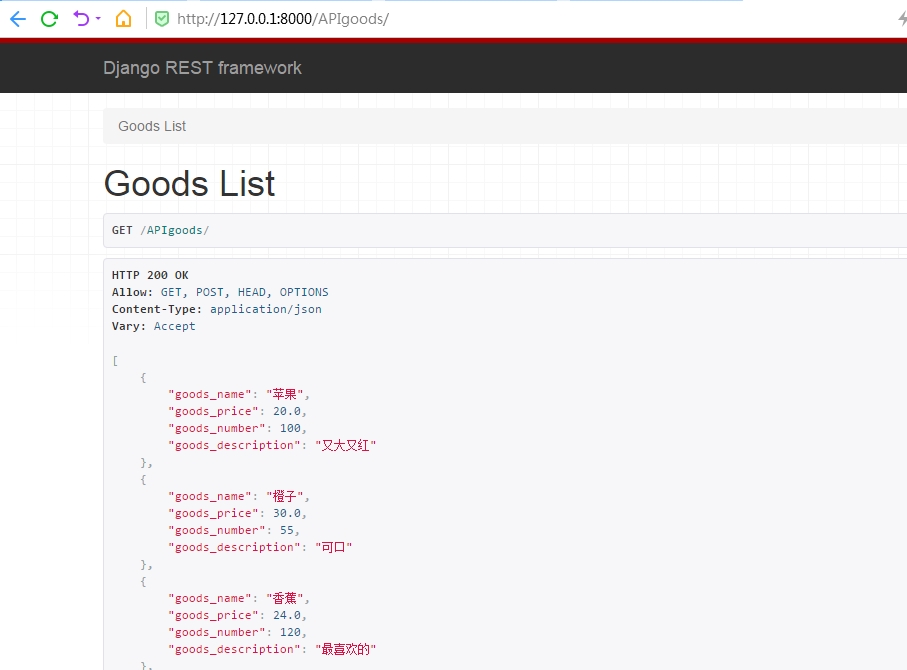 http://127.0.0.1:8000/APIgoods/
Django REST framework
Goods List
Goods List
GET /APIgoods/
HTTP 200 OK
Allow: GET, POST, HEAD, OPTIONS
Content-Type: application/json
Vary: Accept
[
{
"goods_name": "苹果",
"goods_price": 20.0,
"goods_number": 100,
"goods_description": "又大又红"
},
{
"goods_name": "橙子",
"goods_price": 30.0,
"goods_number": 55,
"goods_description": "可口"
},
{
"goods_name": "香蕉",
"goods_price": 24.0,
"goods_number": 120,
"goods_description": "最喜欢的"
},